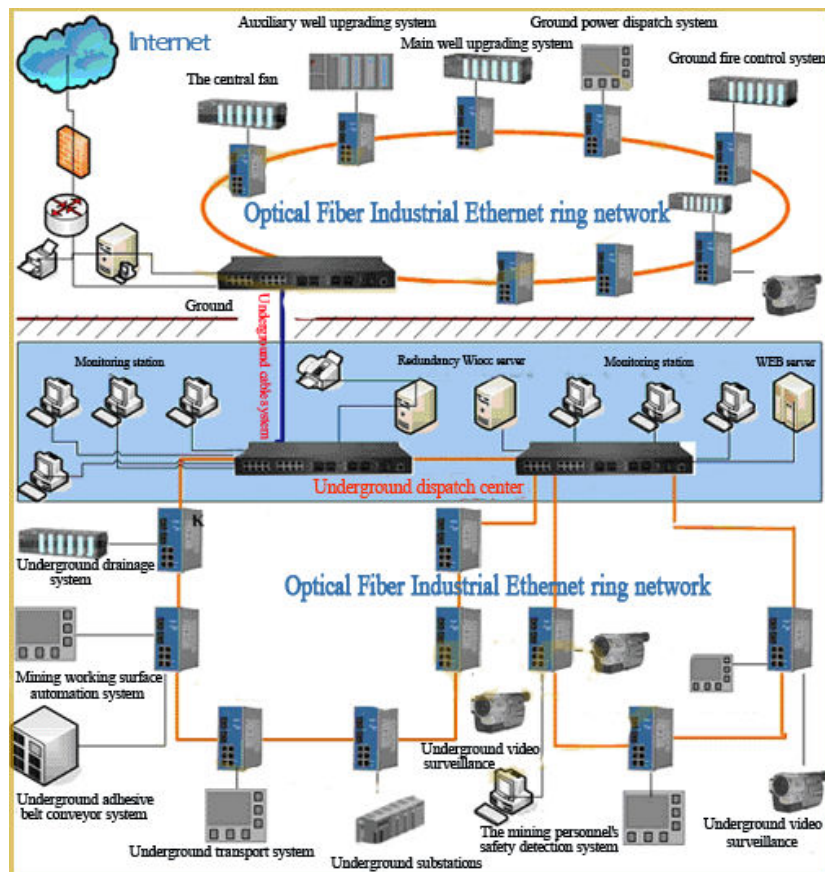 Auxiliary well upgrading system
Ground power dispatch system
Internet
Main well upgrading system
Ground fire control system
The central fan
Optical Fiber Industrial Ethernet ring network
Ground
Underground cable system
Monitoring station
Redundancy Wiocc server
Monitoring station
WEB server
Underground dispatch center
K
Underground drainage
system
Optical Fiber Industrial Ethernet ring network
Mining working surface
automation system
Underground video
surveillance
Underground adhesive
belt conveyor system
Underground transport system
Underground substations
The mining personnel's
safety detection system
Underground video
surveillance